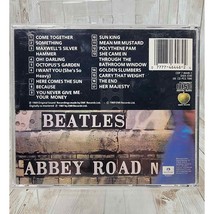 COME TOGETHER
SOMETHING
MAXWELL'S SILVER
HAMMER
OH! DARLING
OCTOPUS'S GARDEN
I WANT YOU (She's So
Heavy)
HERE COMES THE SUN
BECAUSE
YOU NEVER GIVE ME
YOUR MONEY
SUN KING
MEAN MR MUSTARD
POLYTHENE PAM
SHE CAME IN
THROUGH THE
BATHROOM WINDOW
GOLDEN SLUMBERS
CARRY THAT WEIGHT
THE END
HER MAJESTY
BEATLES
ABBEY ROAD N